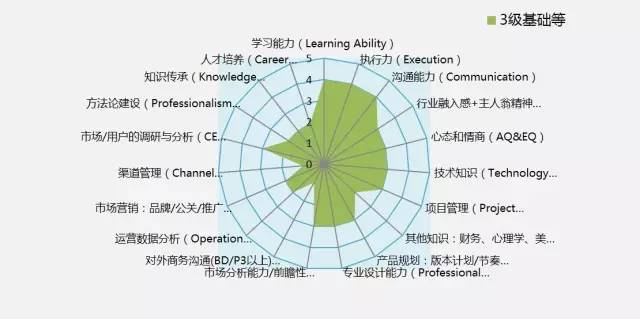 3级基础等
学习能力（Learning Ability）
人才培养（Career...
执行力（Execution）
知识传承（Knowledge...
沟通能力（Communication）
方法论建设（Professionalism...
行业融入感+主人翁精神...
市场/用户的调研与分析（CE...
心态和情商（AQ&EQ）
渠道管理（Channel...
技术知识（Technology...
市场营销：品牌/公关/推广...
项目管理（Project...
运营数据分析（Operation...
其他知识：财务、心理学、美...
对外商务沟通(BD/P3以上)...
产品规划：版本计划/节奏...
市场分析能力/前瞻性...
专业设计能力（Professional...
5
4
3
2
1
0